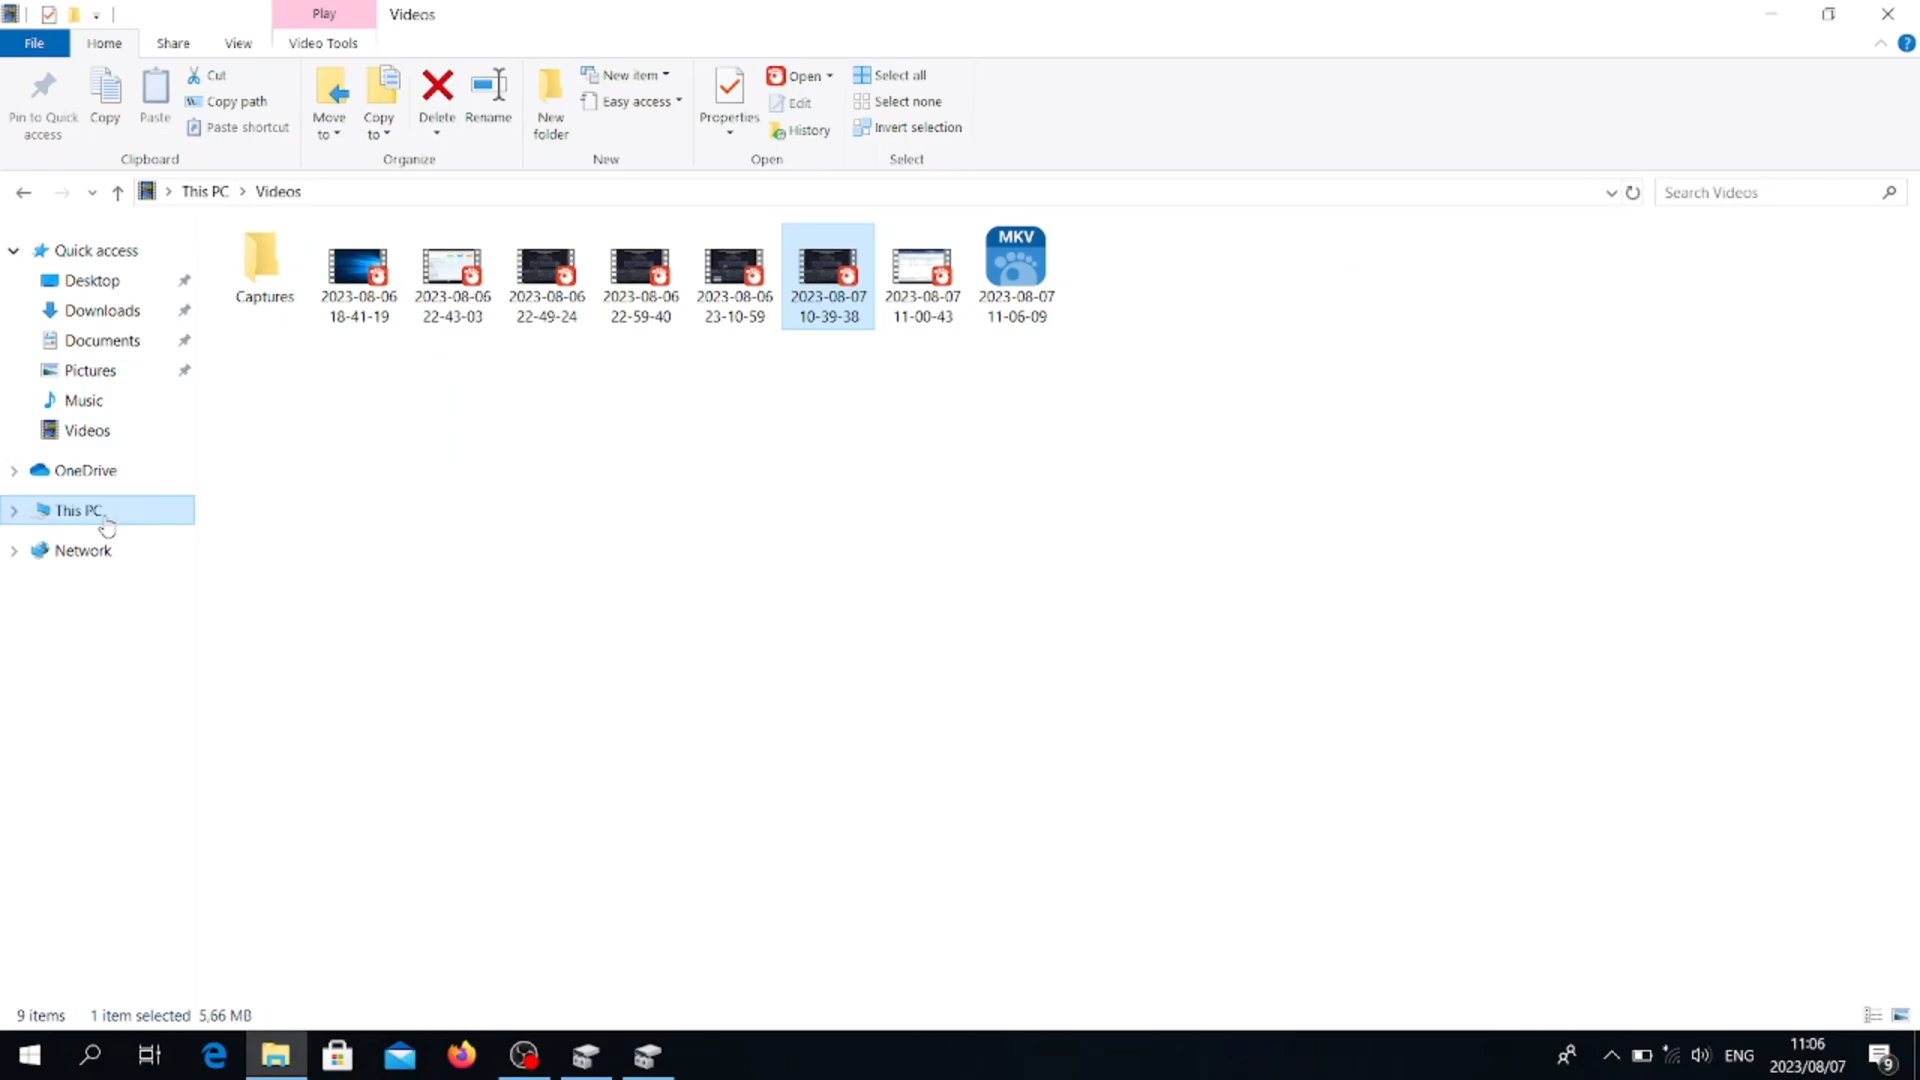 Play
Videos
File
Home
Share
View
Video Tools
Pin to Quick
access
Copy
Paste
Cut
Copy path
Paste shortcut
Clipboard
Move
to
Copy
to
Delete
Rename
Organize
New
folder
New item
Easy access
New
Properties
Open
Edit
History
Open
Select all
Select none
Invert selection
Select
This PC
Videos
Search Videos
Quick access
Desktop
Downloads
Documents
Pictures
Music
Videos
OneDrive
This PC
Network
Captures
2023-08-06
18-41-19
2023-08-06
22-43-03
2023-08-06
22-49-24
2023-08-06
22-59-40
2023-08-06
23-10-59
2023-08-07
10-39-38
2023-08-07
11-00-43
MKV
2023-08-07
11-06-09
9 items
1 item selected 5,66 MB
ENG
11:06
2023/08/07
9